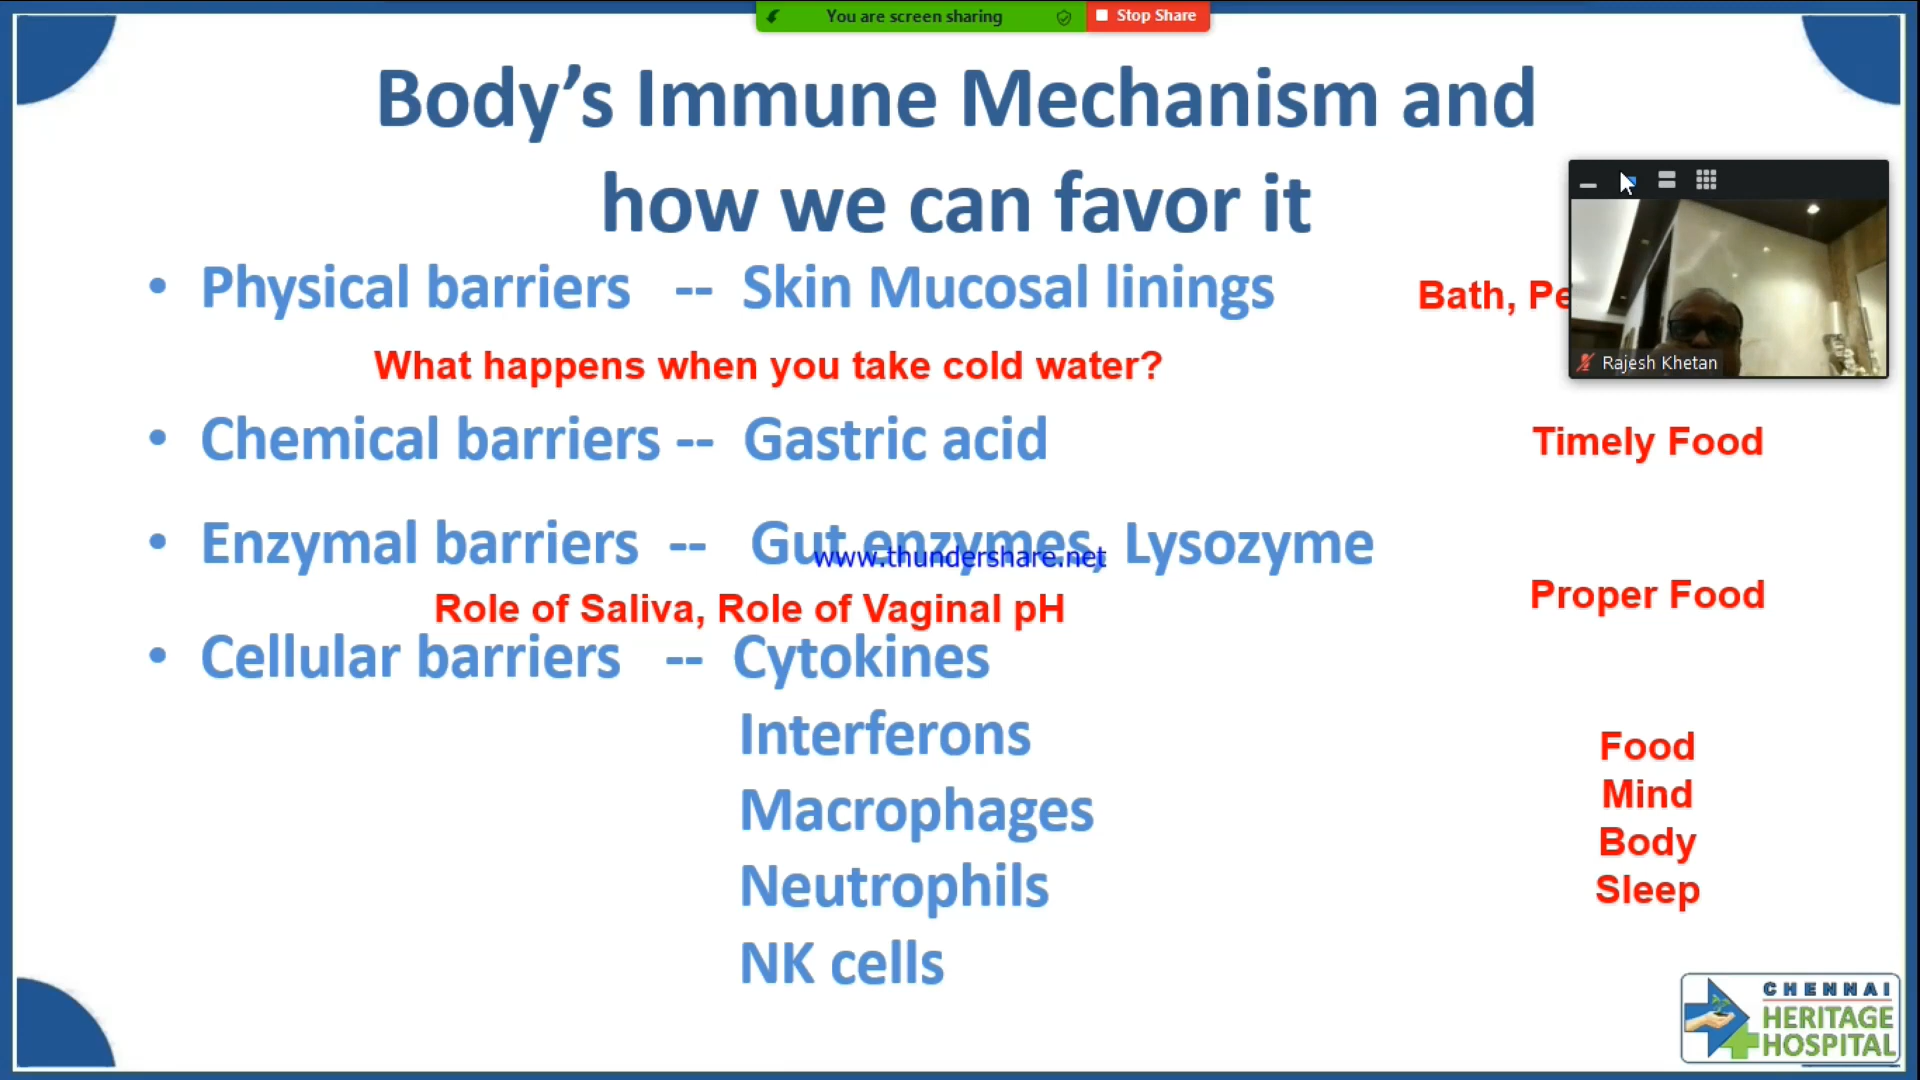 You are screen sharing
Stop Share
Body's Immune Mechanism and
how we can favor it
• Physical barriers -- Skin Mucosal linings
Bath, Pe
Rajesh Khetan
What happens when you take cold water?
• Chemical barriers -- Gastric acid
Timely Food
• Enzymal barriers -- Gut enzymes, Lysozyme
www.thundershare.net
Proper Food
Role of Saliva, Role of Vaginal pH
• Cellular barriers -- Cytokines
Interferons
Macrophages
Neutrophils
NK cells
Food
Mind
Body
Sleep
CHENNAI
HERITAGE
HOSPITAL